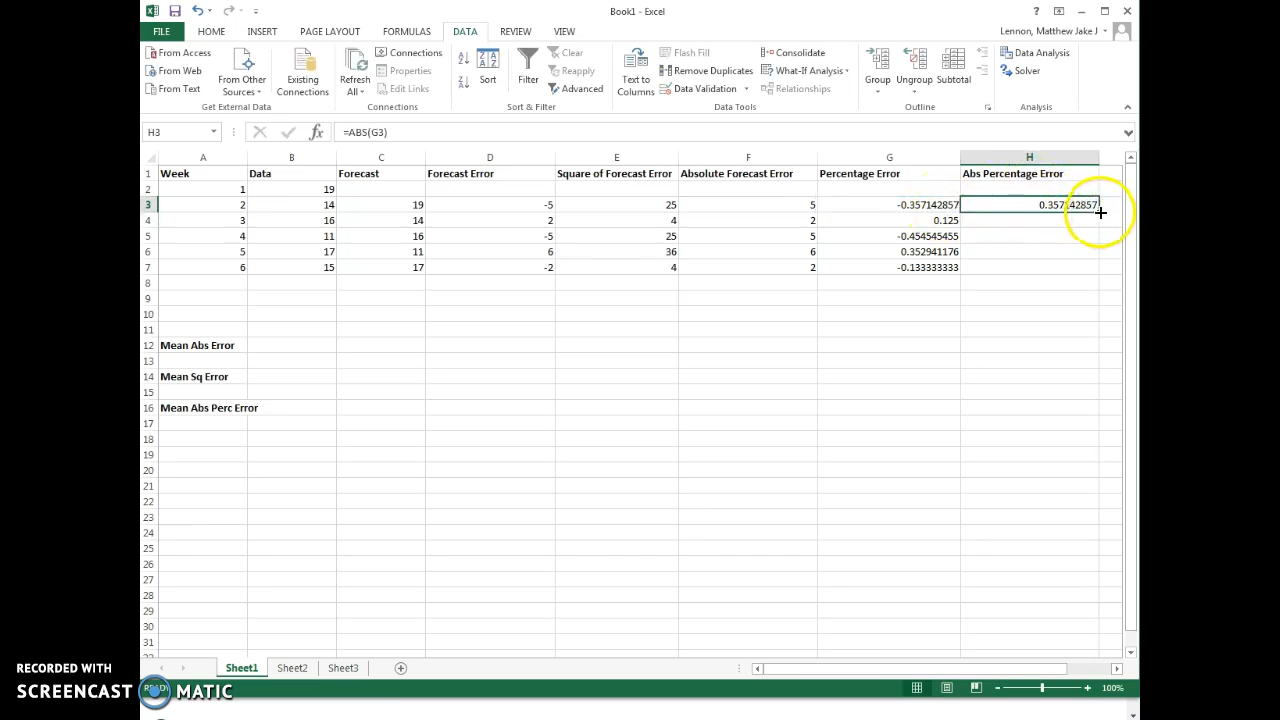 Book1 - Excel
FILE HOME INSERT PAGE LAYOUT FORMULAS DATA REVIEW VIEW Lennon, Matthew Jake J
From Access
From Web
From Text
From Other
Sources
Existing
Connections
Get External Data
Refresh
All
Connections
Properties
Edit Links
Connections
Sort
Filter
Clear
Reapply
Advanced
Sort & Filter
Text to
Columns
Flash Fill
Remove Duplicates
Data Validation
Consolidate
What-If Analysis
Relationships
Data Tools
Group
Ungroup
Subtotal
Outline
Data Analysis
Solver
Analysis
H3 fx =ABS(G3)
A B C D E F G H
1 Week Data Forecast Forecast Error Square of Forecast Error Absolute Forecast Error Percentage Error Abs Percentage Error
2 1 19
3 2 14 19 -5 25 5 -0.357142857 0.357142857
4 3 16 14 2 4 2 0.125
5 4 11 16 -5 25 5 -0.454545455
6 5 17 11 6 36 6 0.352941176
7 6 15 17 -2 4 2 -0.133333333
8
9
10
11
12 Mean Abs Error
13
14 Mean Sq Error
15
16 Mean Abs Perc Error
17
18
19
20
21
22
23
24
25
26
27
28
29
30
31
Sheet1 Sheet2 Sheet3
100%
RECORDED WITH
SCREENCAST MATIC